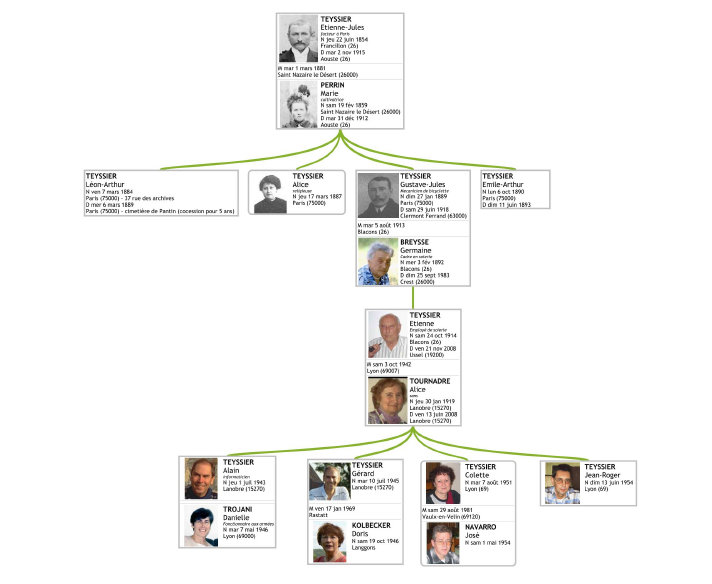 TEYSSIER
Etienne-Jules
facteur à Paris
N jeu 22 juin 1854
Francillon (26)
D mar 2 nov 1915
Aouste (26)
M mar 1 mars 1881
Saint Nazaire le Désert (26000)
PERRIN
Marie
cultivatrice
N sam 19 fév 1859
Saint Nazaire le Désert (26000)
D mar 31 déc 1912
Aouste (26)
TEYSSIER
Léon-Arthur
N ven 7 mars 1884
Paris (75000) - 37 rue des archives
D mer 6 mars 1889
Paris (75000) - cimetière de Pantin (cocession pour 5 ans)
TEYSSIER
Alice
religieuse
N jeu 17 mars 1887
Paris (75000)
TEYSSIER
Gustave-Jules
Mécanicien de bicyclette
N dim 27 jan 1889
Paris (75000)
D sam 29 juin 1918
Clermont Ferrand (63000)
M mar 5 août 1913
Blacons (26)
BREYSSE
Germaine
Cadre en soierie
N mer 3 fév 1892
Blacons (26)
D dim 25 sept 1983
Crest (26000)
TEYSSIER
Emile-Arthur
N lun 6 oct 1890
Paris (75000)
D dim 11 juin 1893
TEYSSIER
Etienne
Employé de soierie
N sam 24 oct 1914
Blacons (26)
D ven 21 nov 2008
Ussel (19200)
M sam 3 oct 1942
Lyon (69007)
TOURNADRE
Alice
sans
N jeu 30 jan 1919
Lanobre (15270)
D ven 13 juin 2008
Lanobre (15270)
TEYSSIER
Alain
informaticien
N jeu 1 juil 1943
Lanobre (15270)
TROJANI
Danielle
Fonctionnaire aux armées
N mar 7 mai 1946
Lyon (69000)
TEYSSIER
Gérard
N mar 10 juil 1945
Lanobre (15270)
M ven 17 jan 1969
Rastatt
KOLBECKER
Doris
N sam 19 oct 1946
Langgons
TEYSSIER
Colette
N mar 7 août 1951
Lyon (69)
M sam 29 août 1981
Vaulx-en-Velin (69120)
NAVARRO
José
N sam 1 mai 1954
TEYSSIER
Jean-Roger
N dim 13 juin 1954
Lyon (69)